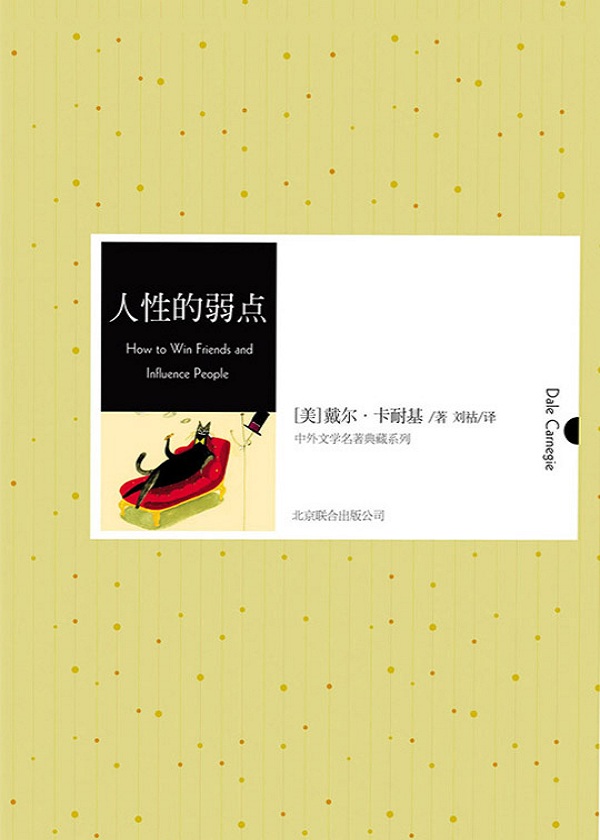 人性的弱点
How to Win Friends and
Influence People
[美]戴尔·卡耐基/著 刘祜/译
中外文学名著典藏系列
北京联合出版公司
Dale Carnegie